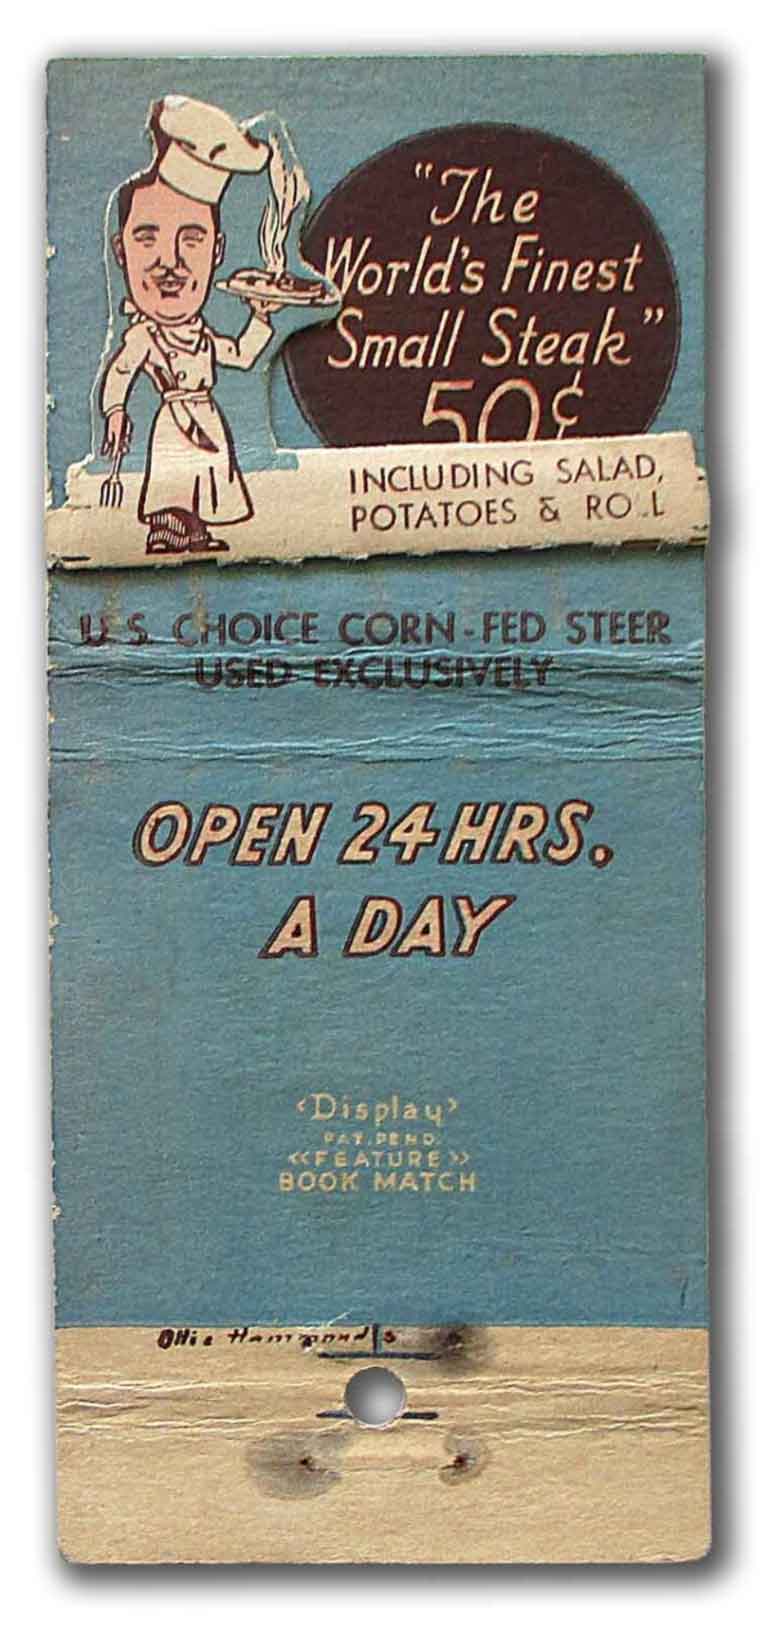 "The
World's Finest
Small Steak"
50¢
INCLUDING SALAD,
POTATOES & RO.L
U.S. CHOICE CORN-FED STEER
USED EXCLUSIVELY
OPEN 24 HRS.
A DAY
‹Display›
PAT. PEND.
‹‹FEATURE››
BOOK MATCH
Ollie Hammond's